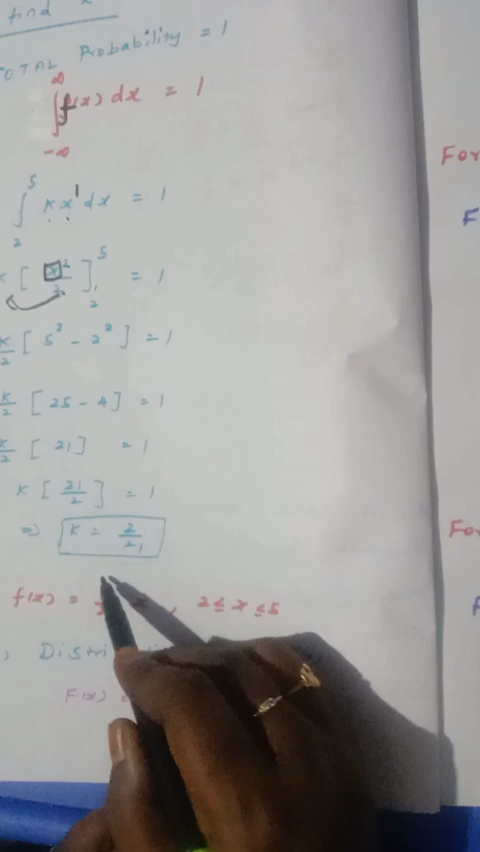 find
TOTAL Probability = 1
∫ f(x) dx = 1
∞
-∞
5
∫ kx¹ dx = 1
2
k [ x²/2 ]₂⁵ = 1
k/2 [ 5² - 2² ] = 1
k/2 [ 25 - 4 ] = 1
k/2 [ 21 ] = 1
k [ 21/2 ] = 1
⇒ k = 2/21
f(x) = x, 2 ≤ x ≤ 5
F(x) =
For
F
For
F